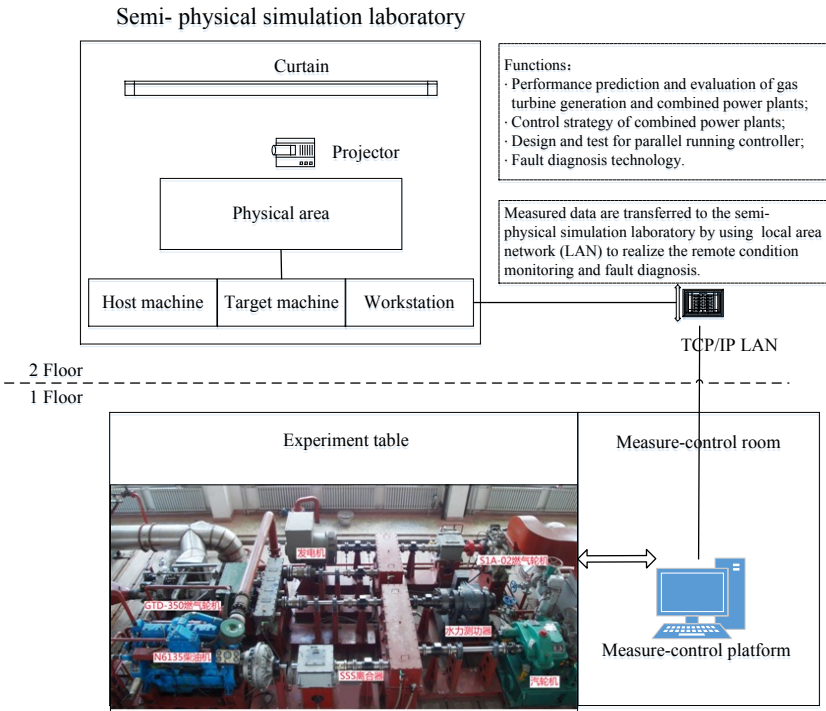 Semi- physical simulation laboratory
Curtain
Projector
Physical area
Host machine
Target machine
Workstation
Functions：
· Performance prediction and evaluation of gas
turbine generation and combined power plants;
· Control strategy of combined power plants;
· Design and test for parallel running controller;
· Fault diagnosis technology.
Measured data are transferred to the semi-
physical simulation laboratory by using local area
network (LAN) to realize the remote condition
monitoring and fault diagnosis.
TCP/IP LAN
2 Floor
1 Floor
Experiment table
Measure-control room
发电机
S1A-02燃气轮机
GTD-350燃气轮机
水力测功器
N6135柴油机
SSS离合器
汽轮机
Measure-control platform